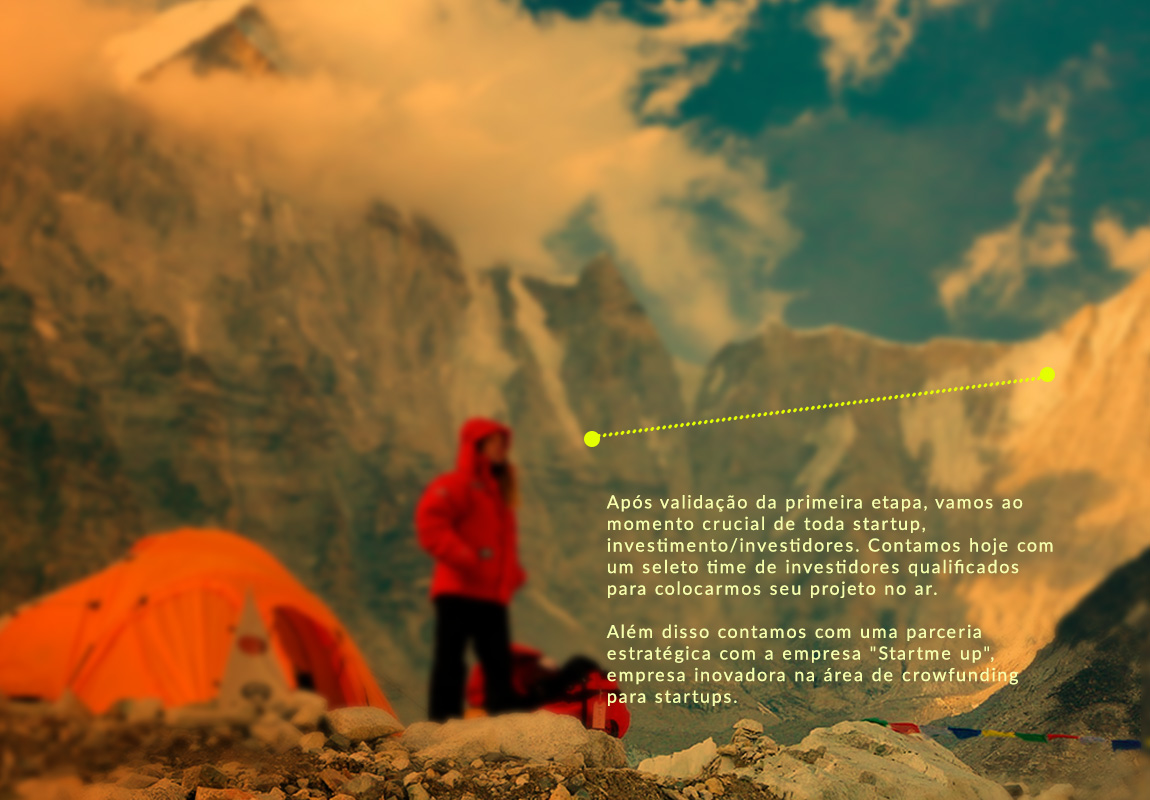 Após validação da primeira etapa, vamos ao
momento crucial de toda startup,
investimento/investidores. Contamos hoje com
um seleto time de investidores qualificados
para colocarmos seu projeto no ar.
Além disso contamos com uma parceria
estratégica com a empresa "Startme up",
empresa inovadora na área de crowfunding
para startups.